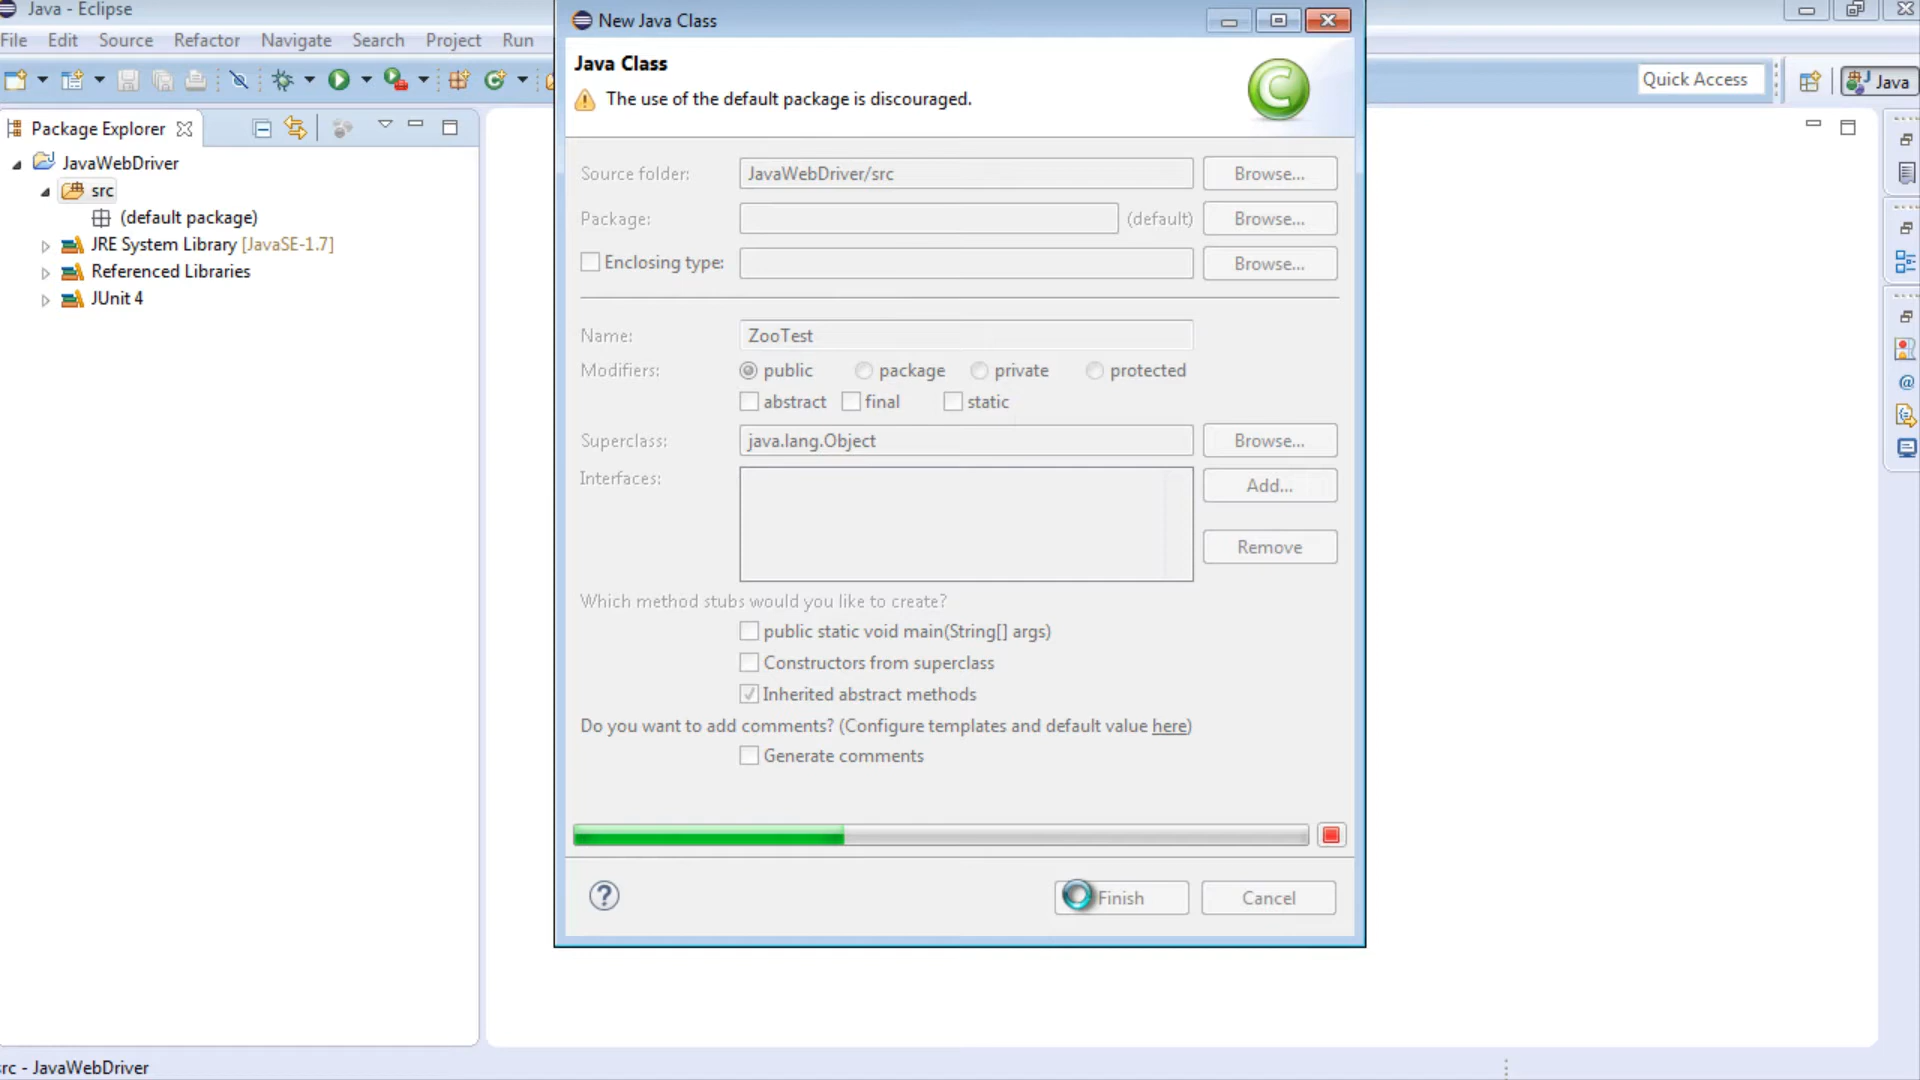 Java - Eclipse
File Edit Source Refactor Navigate Search Project Run
Quick Access
Java
Package Explorer
JavaWebDriver
src
(default package)
JRE System Library [JavaSE-1.7]
Referenced Libraries
JUnit 4
New Java Class
Java Class
The use of the default package is discouraged.
Source folder: JavaWebDriver/src Browse...
Package: (default) Browse...
Enclosing type: Browse...
Name: ZooTest
Modifiers: public package private protected
abstract final static
Superclass: java.lang.Object Browse...
Interfaces: Add...
Remove
Which method stubs would you like to create?
public static void main(String[] args)
Constructors from superclass
Inherited abstract methods
Do you want to add comments? (Configure templates and default value here)
Generate comments
Finish Cancel
src - JavaWebDriver